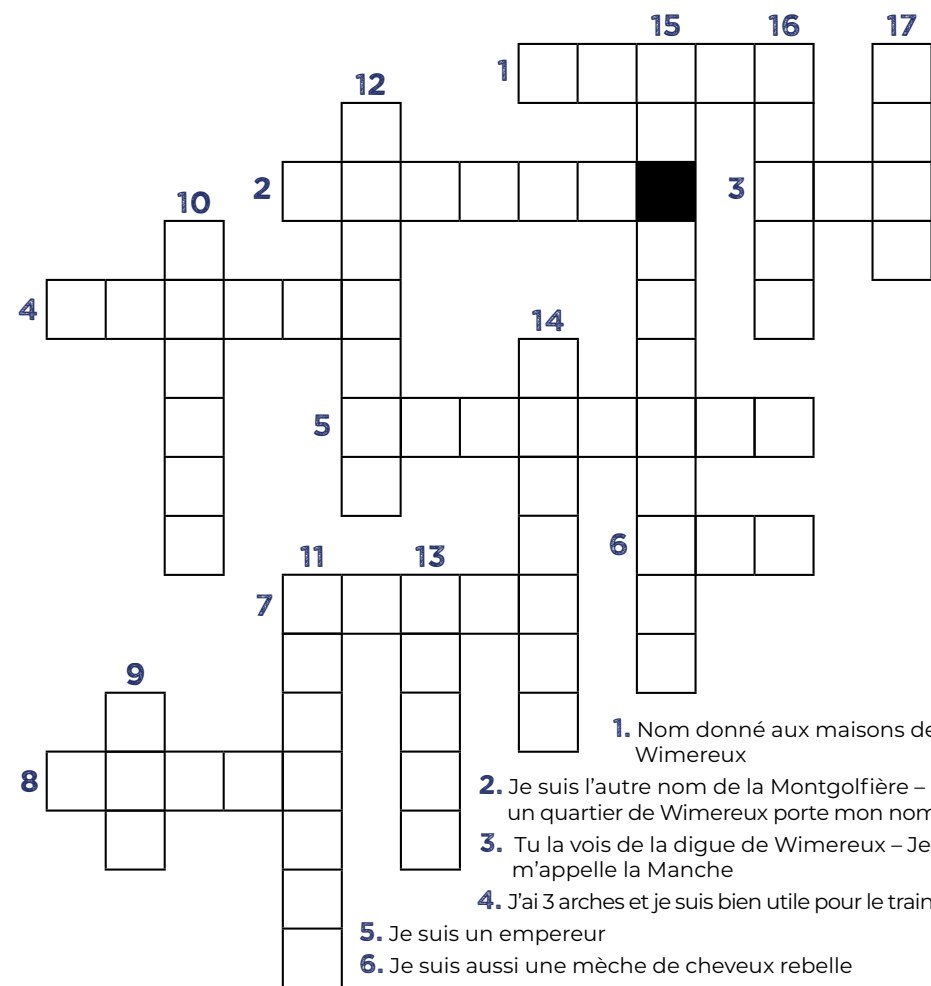 15 16 17
1
12
2 3
10
4
14
5
6
11 13
7
9
8
1. Nom donné aux maisons de
Wimereux
2. Je suis l’autre nom de la Montgolfière –
un quartier de Wimereux porte mon nom
3. Tu la vois de la digue de Wimereux – Je
m’appelle la Manche
4. J’ai 3 arches et je suis bien utile pour le train
5. Je suis un empereur
6. Je suis aussi une mèche de cheveux rebelle